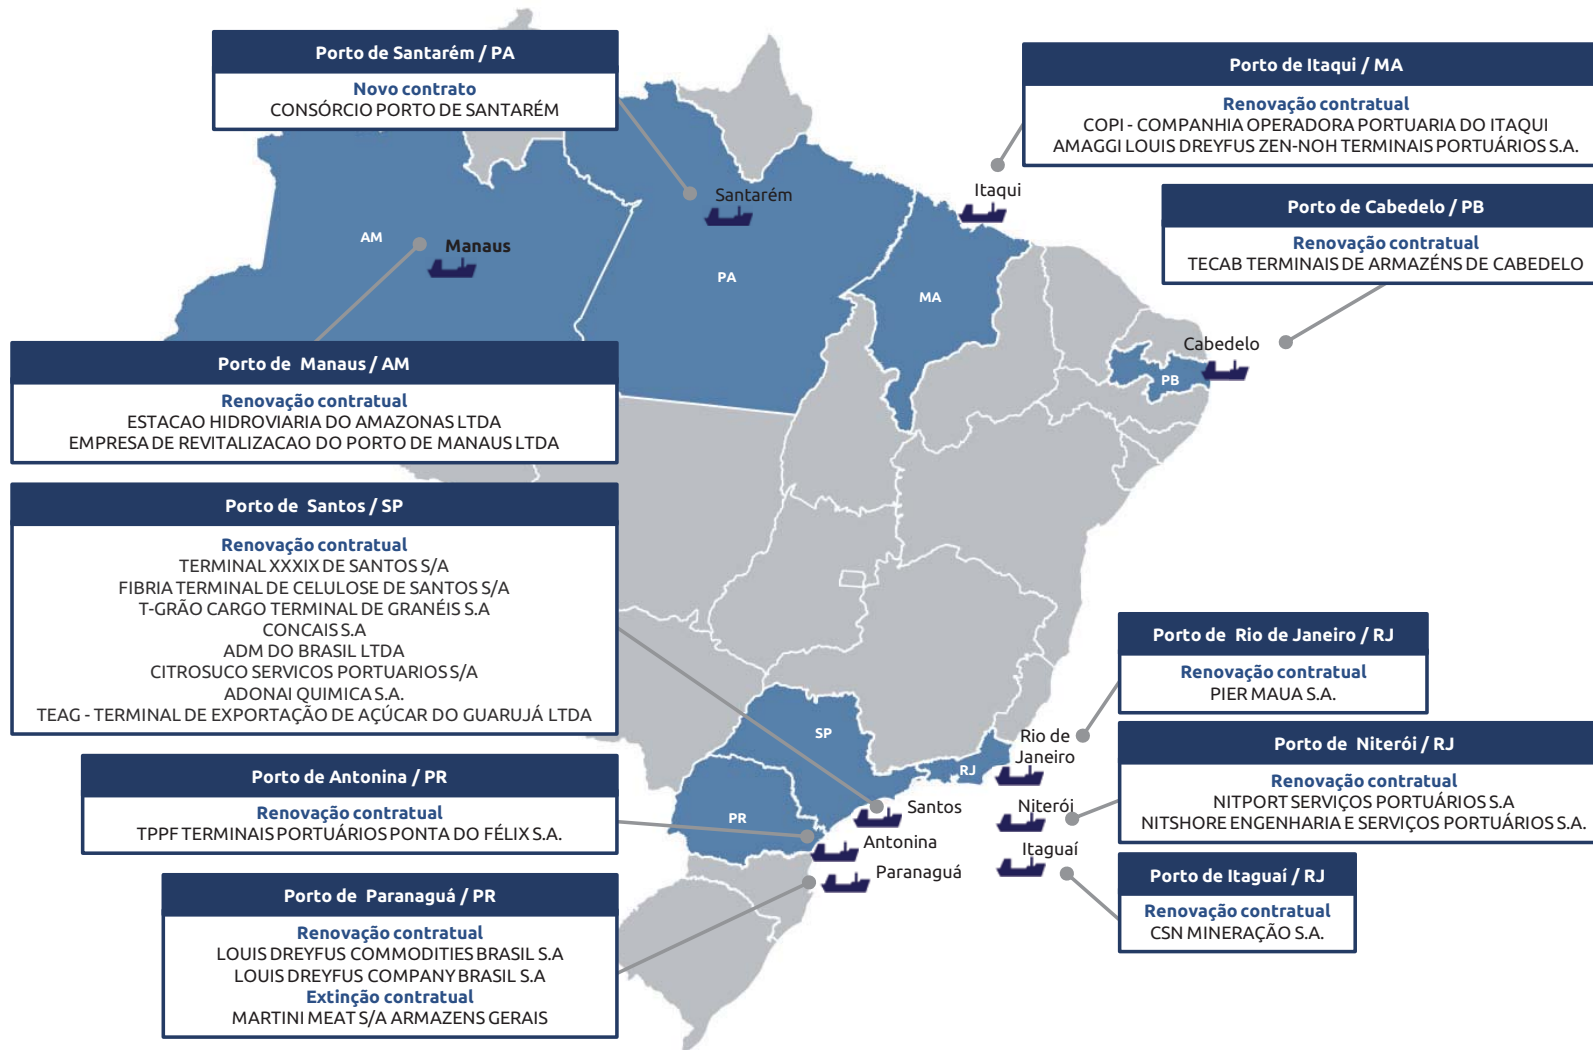 Porto de Santarém / PA
Novo contrato
CONSÓRCIO PORTO DE SANTARÉM
Porto de Itaqui / MA
Renovação contratual
COPI - COMPANHIA OPERADORA PORTUARIA DO ITAQUI
AMAGGI LOUIS DREYFUS ZEN-NOH TERMINAIS PORTUÁRIOS S.A.
Porto de Cabedelo / PB
Renovação contratual
TECAB TERMINAIS DE ARMAZÉNS DE CABEDELO
Santarém
Itaqui
AM
Manaus
PA
MA
Cabedelo
PB
Porto de Manaus / AM
Renovação contratual
ESTACAO HIDROVIARIA DO AMAZONAS LTDA
EMPRESA DE REVITALIZACAO DO PORTO DE MANAUS LTDA
Porto de Santos / SP
Renovação contratual
TERMINAL XXXIX DE SANTOS S/A
FIBRIA TERMINAL DE CELULOSE DE SANTOS S/A
T-GRÃO CARGO TERMINAL DE GRANÉIS S.A
CONCAIS S.A
ADM DO BRASIL LTDA
CITROSUCO SERVICOS PORTUARIOS S/A
ADONAI QUIMICA S.A.
TEAG - TERMINAL DE EXPORTAÇÃO DE AÇÚCAR DO GUARUJÁ LTDA
Porto de Rio de Janeiro / RJ
Renovação contratual
PIER MAUA S.A.
SP
RJ
Rio de
Janeiro
Porto de Niterói / RJ
Renovação contratual
NITPORT SERVIÇOS PORTUÁRIOS S.A
NITSHORE ENGENHARIA E SERVIÇOS PORTUÁRIOS S.A.
Porto de Antonina / PR
Renovação contratual
TPPF TERMINAIS PORTUÁRIOS PONTA DO FÉLIX S.A.
PR
Santos
Niterói
Antonina
Itaguaí
Paranaguá
Porto de Itaguaí / RJ
Renovação contratual
CSN MINERAÇÃO S.A.
Porto de Paranaguá / PR
Renovação contratual
LOUIS DREYFUS COMMODITIES BRASIL S.A
LOUIS DREYFUS COMPANY BRASIL S.A
Extinção contratual
MARTINI MEAT S/A ARMAZENS GERAIS